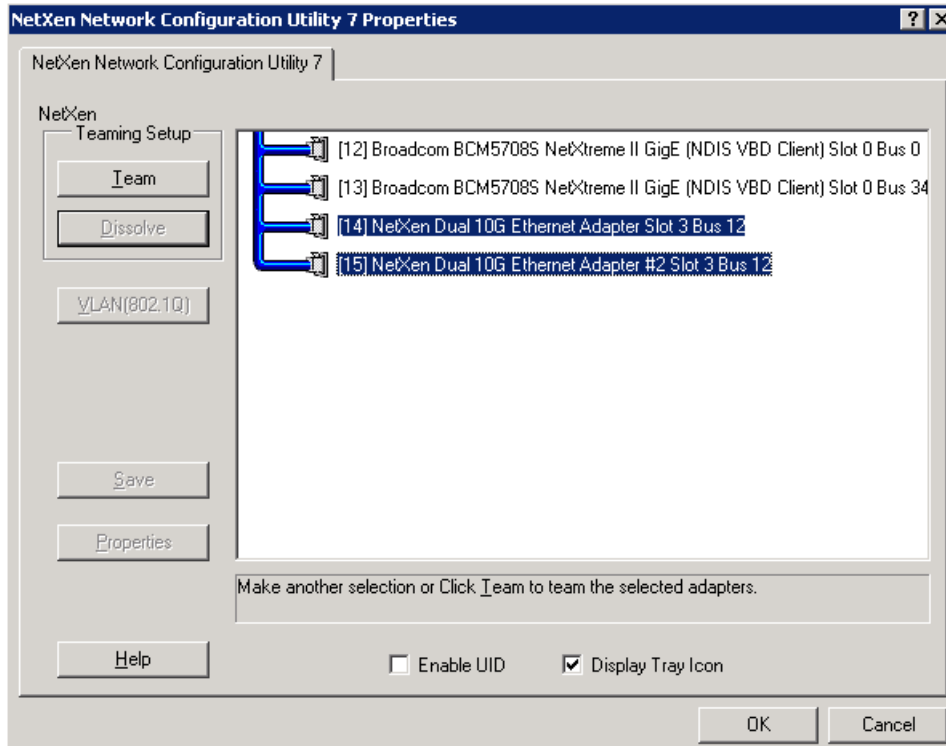 NetXen Network Configuration Utility 7 Properties
NetXen Network Configuration Utility 7
NetXen
Teaming Setup
Team
Dissolve
VLAN(802.1Q)
Save
Properties
Help
[12] Broadcom BCM5708S NetXtreme II GigE (NDIS VBD Client) Slot 0 Bus 0
[13] Broadcom BCM5708S NetXtreme II GigE (NDIS VBD Client) Slot 0 Bus 34
[14] NetXen Dual 10G Ethernet Adapter Slot 3 Bus 12
[15] NetXen Dual 10G Ethernet Adapter #2 Slot 3 Bus 12
Make another selection or Click Team to team the selected adapters.
Enable UID
Display Tray Icon
OK
Cancel